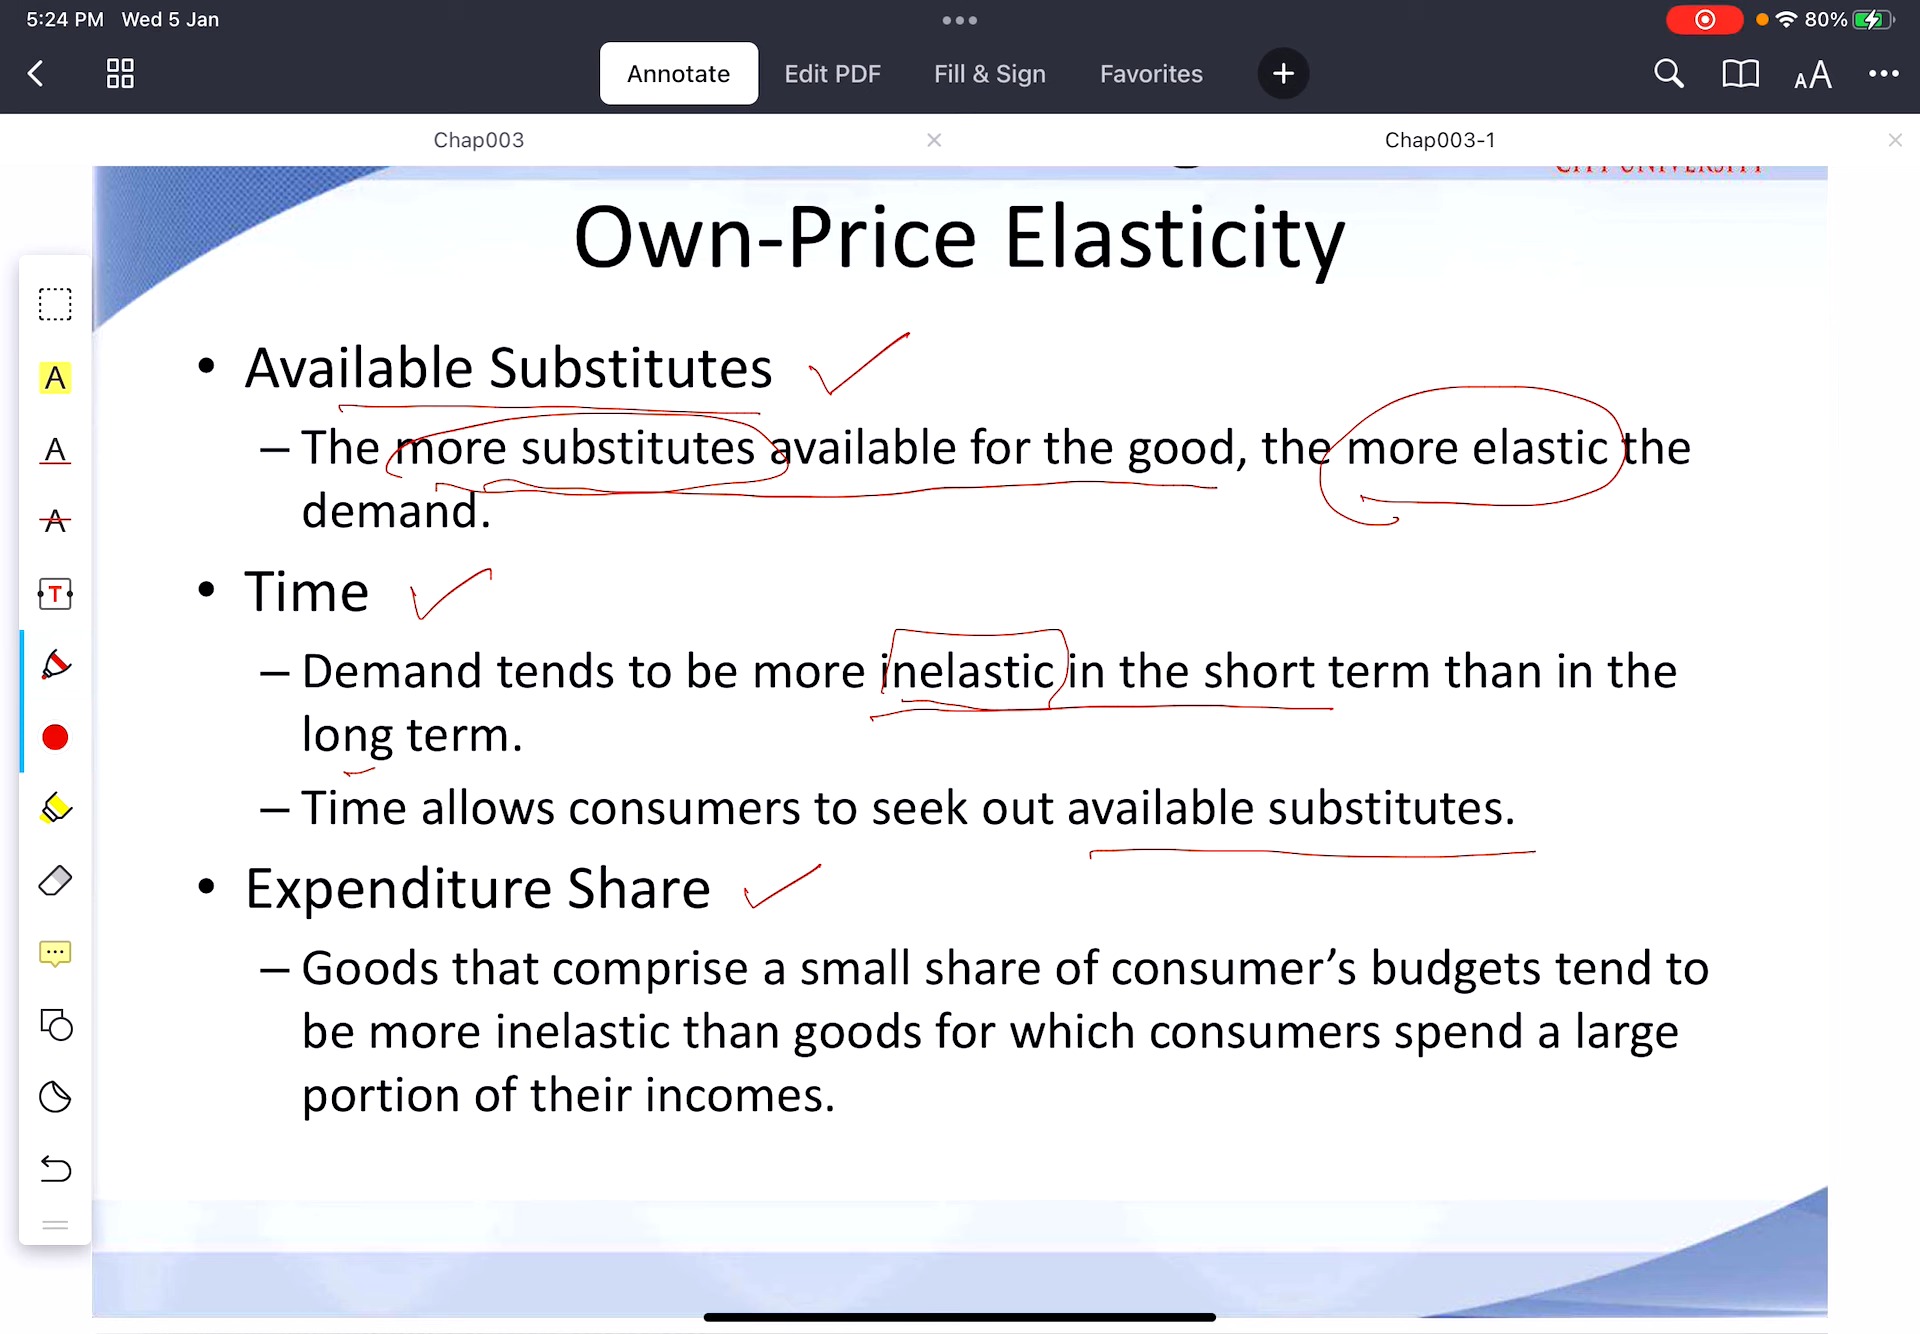 5:24 PM Wed 5 Jan
80%
Annotate Edit PDF Fill & Sign Favorites
AA
Chap003 Chap003-1
CITY UNIVERSITY
Own-Price Elasticity
• Available Substitutes
– The more substitutes available for the good, the more elastic the
demand.
• Time
– Demand tends to be more inelastic in the short term than in the
long term.
– Time allows consumers to seek out available substitutes.
• Expenditure Share
– Goods that comprise a small share of consumer’s budgets tend to
be more inelastic than goods for which consumers spend a large
portion of their incomes.
A
A
A
T